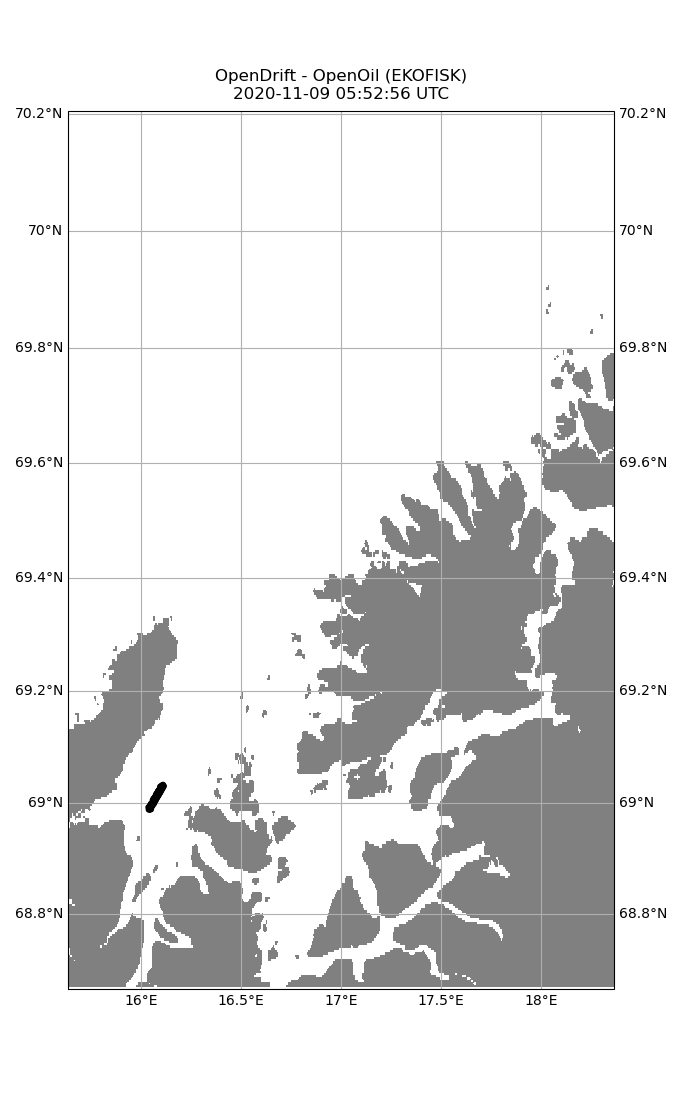 OpenDrift - OpenOil (EKOFISK)
2020-11-09 05:52:56 UTC
70.2°N 70.2°N
70°N 70°N
69.8°N 69.8°N
69.6°N 69.6°N
69.4°N 69.4°N
69.2°N 69.2°N
69°N 69°N
68.8°N 68.8°N
16°E 16.5°E 17°E 17.5°E 18°E